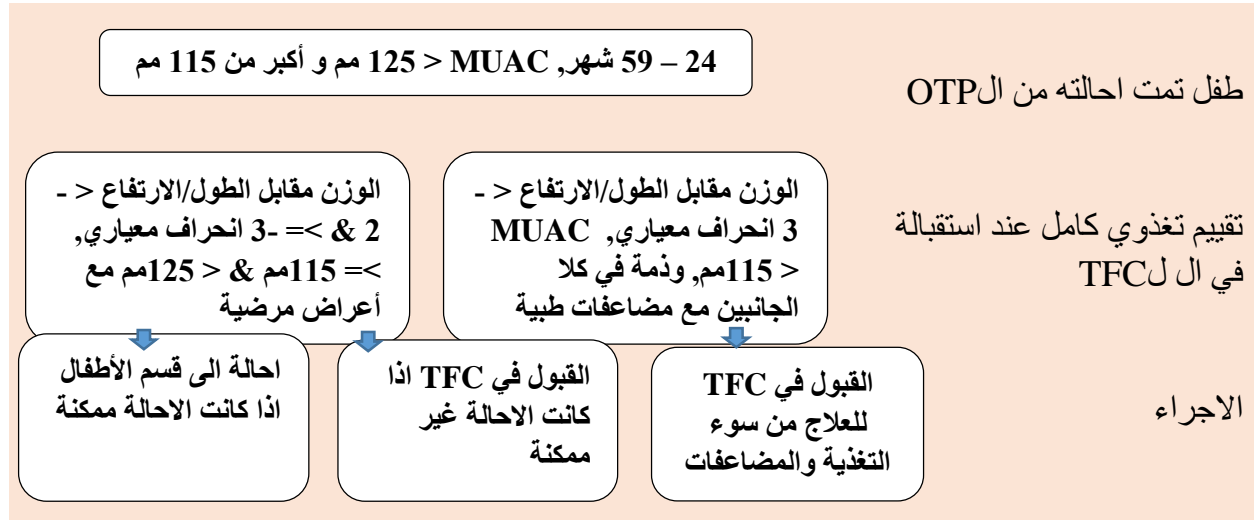 24 – 59 شهر, MUAC < 125 مم و أكبر من 115 مم
طفل تمت احالته من الOTP
الوزن مقابل الطول/الارتفاع < -
3 انحراف معياري, MUAC
< 115مم, وذمة في كلا
الجانبين مع مضاعفات طبية
الوزن مقابل الطول/الارتفاع < -
2 & >= -3 انحراف معياري,
>= 115مم & < 125مم مع
أعراض مرضية
تقييم تغذوي كامل عند استقبالة
في ال لTFC
القبول في TFC
للعلاج من سوء
التغذية والمضاعفات
القبول في TFC اذا
كانت الاحالة غير
ممكنة
احالة الى قسم الأطفال
اذا كانت الاحالة ممكنة
الاجراء